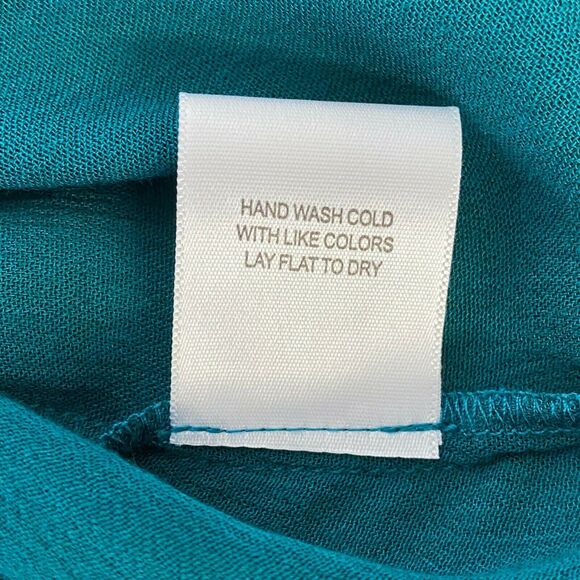 HAND WASH COLD
WITH LIKE COLORS
LAY FLAT TO DRY